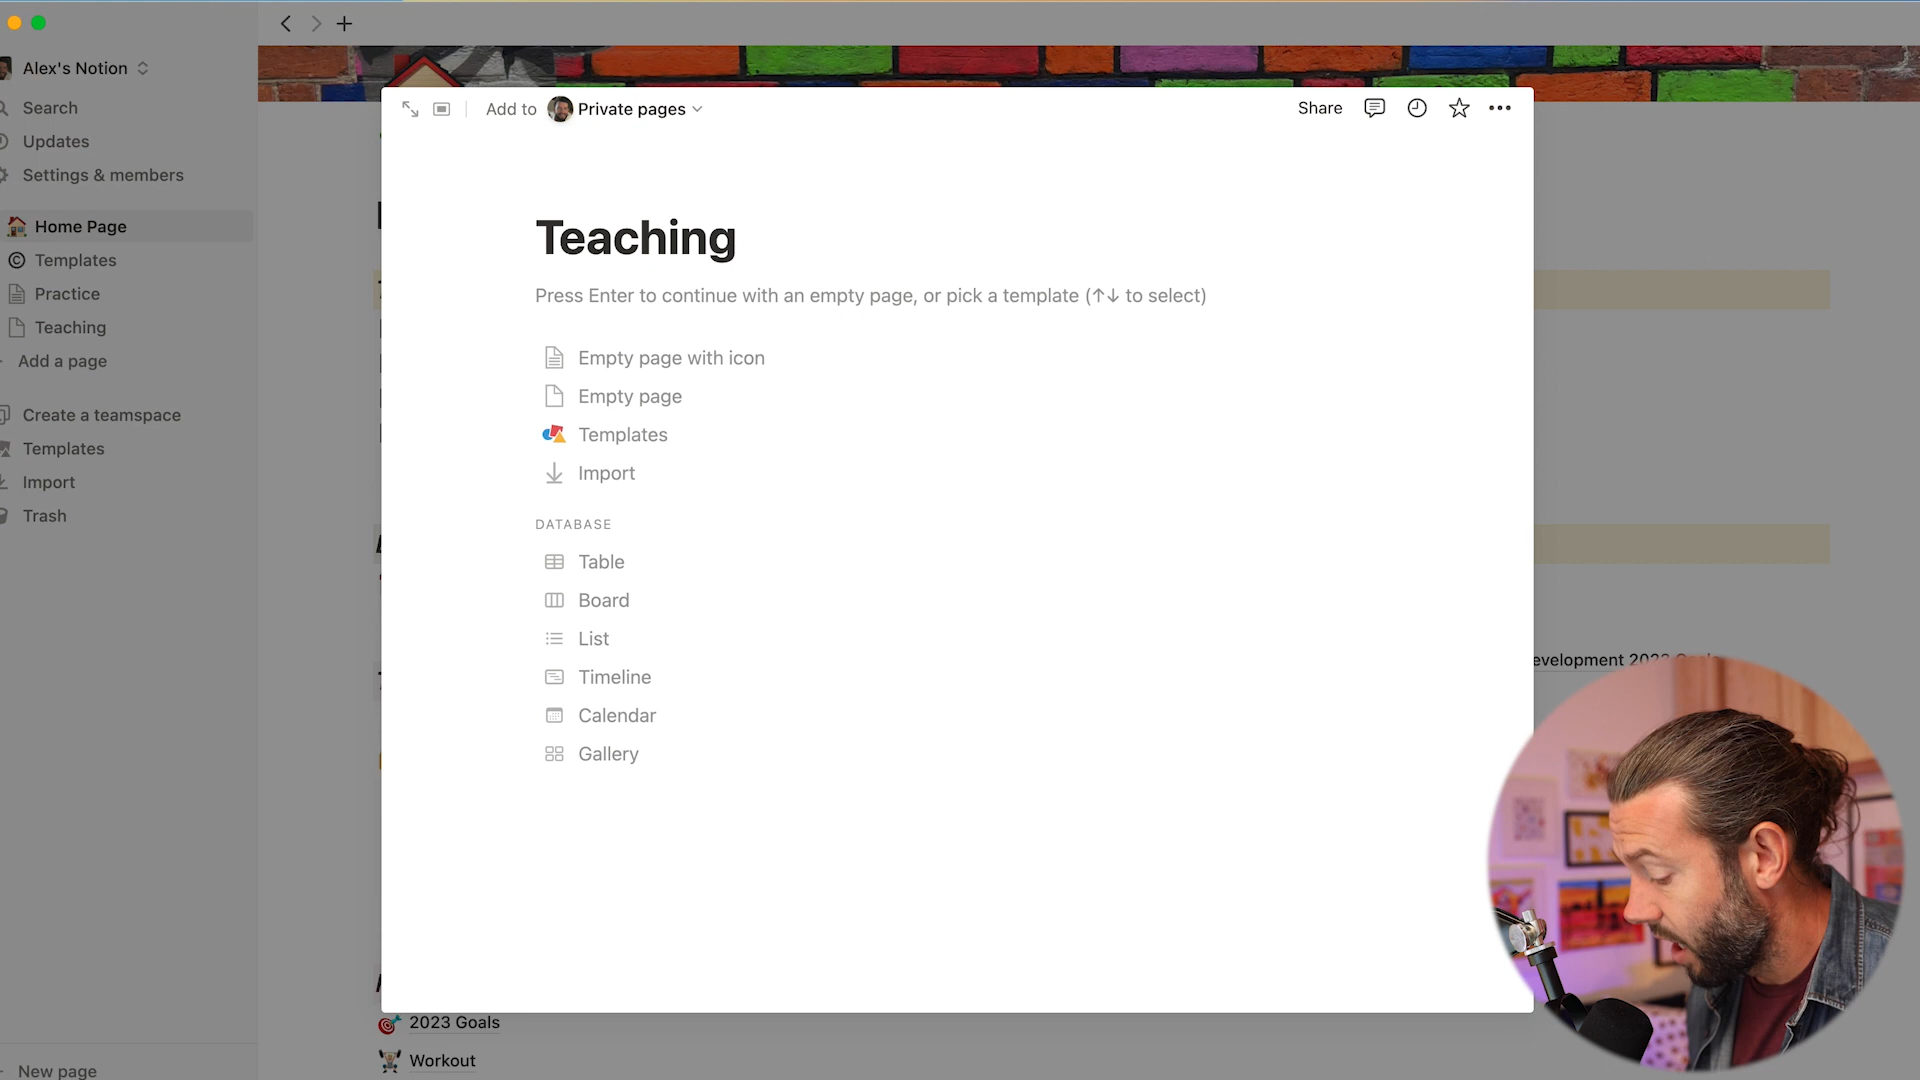 Alex's Notion
Search
Updates
Settings & members
Home Page
Templates
Practice
Teaching
Add a page
Create a teamspace
Templates
Import
Trash
New page
Add to Private pages
Share
Teaching
Press Enter to continue with an empty page, or pick a template (↑↓ to select)
Empty page with icon
Empty page
Templates
Import
DATABASE
Table
Board
List
Timeline
Calendar
Gallery
evelopment
2023 Goals
Workout